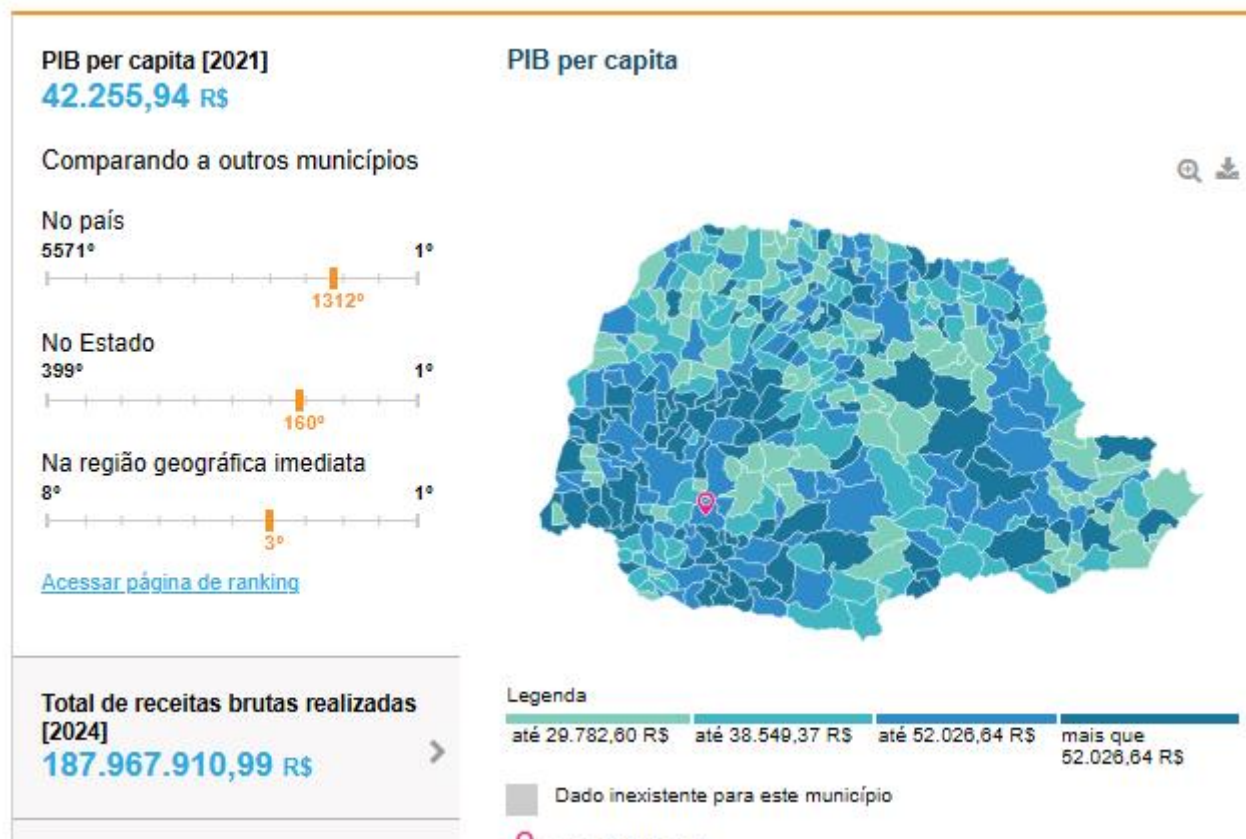 PIB per capita [2021]
42.255,94 R$
Comparando a outros municípios
No país
5571º 1º
1312º
No Estado
399º 1º
160º
Na região geográfica imediata
8º 1º
3º
Acessar página de ranking
Total de receitas brutas realizadas
[2024]
187.967.910,99 R$
PIB per capita
Legenda
até 29.782,60 R$ até 38.549,37 R$ até 52.026,64 R$ mais que
52.026,64 R$
Dado inexistente para este município